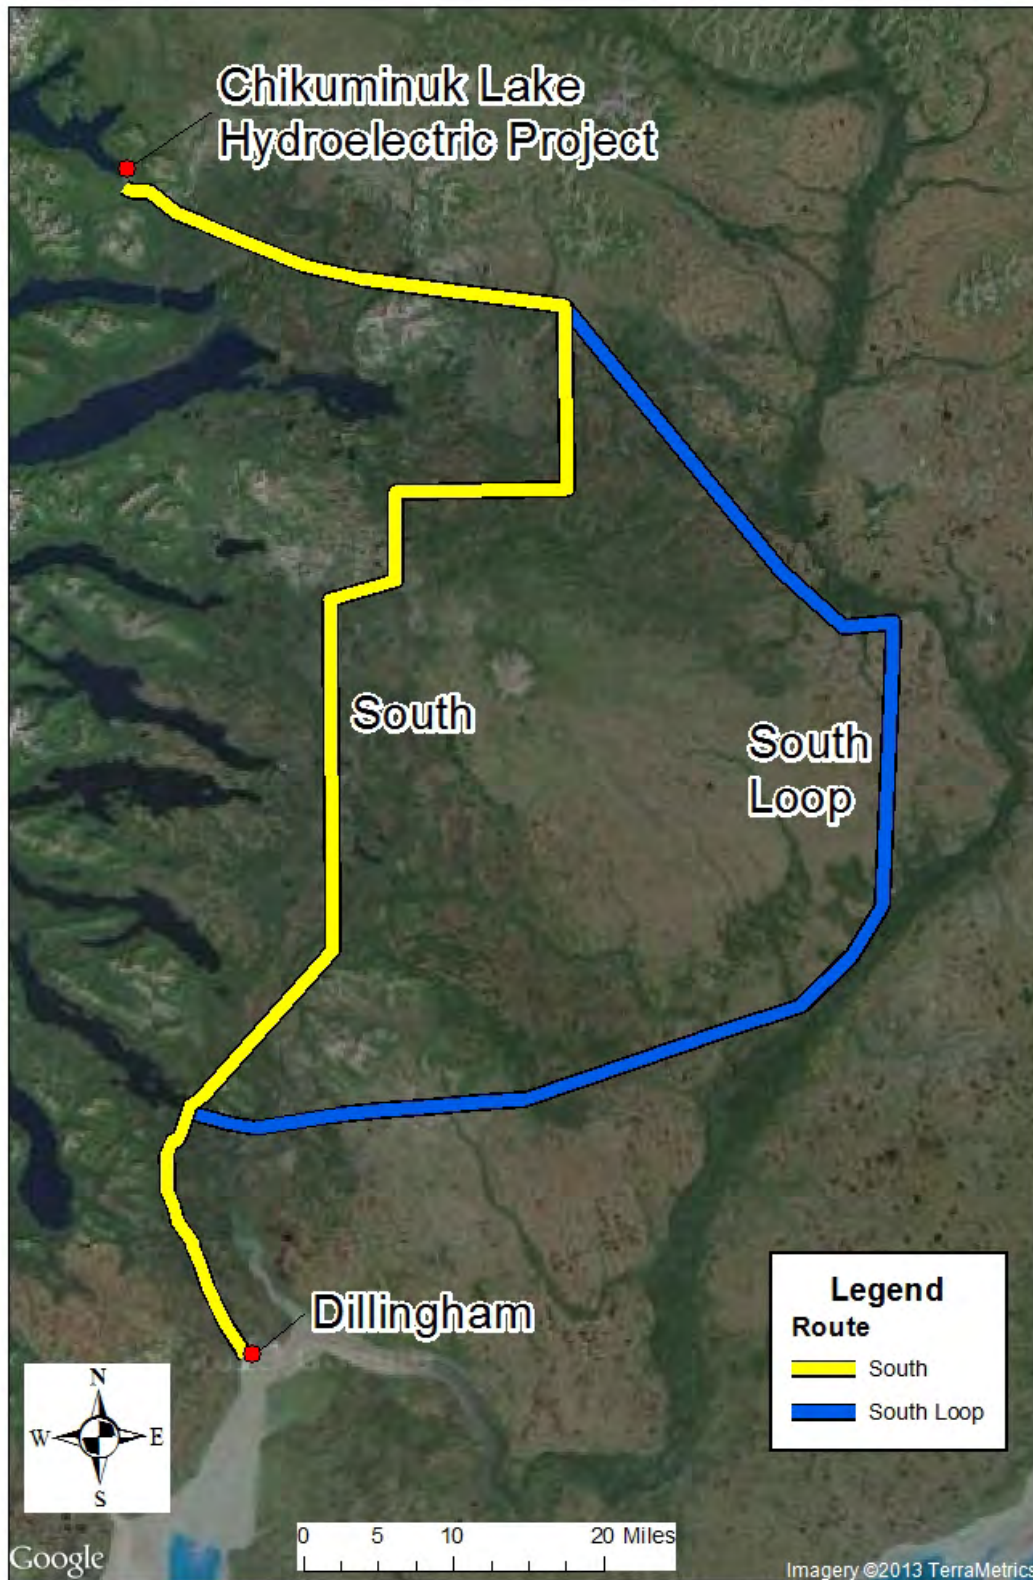 Chikuminuk Lake
Hydroelectric Project
South
South
Loop
Dillingham
Legend
Route
South
South Loop
N
W E
S
0 5 10 20 Miles
Google
Imagery ©2013 TerraMetrics